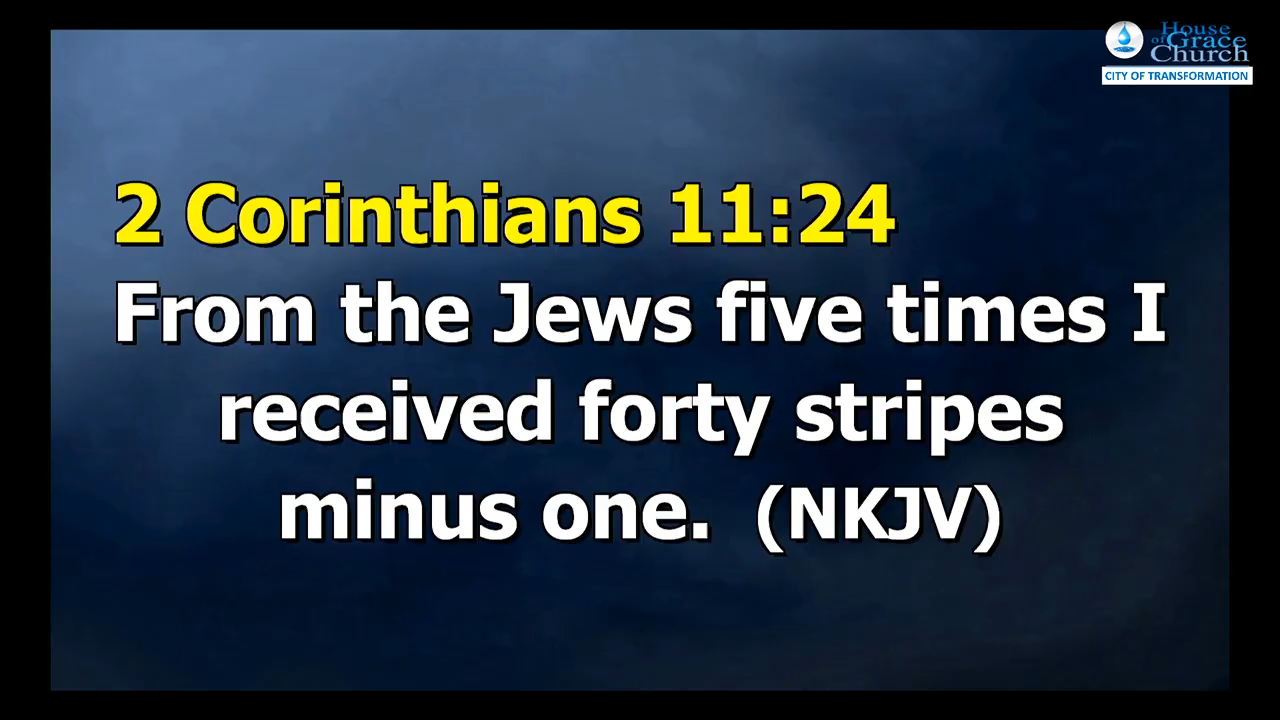 House
of Grace
Church
CITY OF TRANSFORMATION
2 Corinthians 11:24
From the Jews five times I
received forty stripes
minus one. (NKJV)